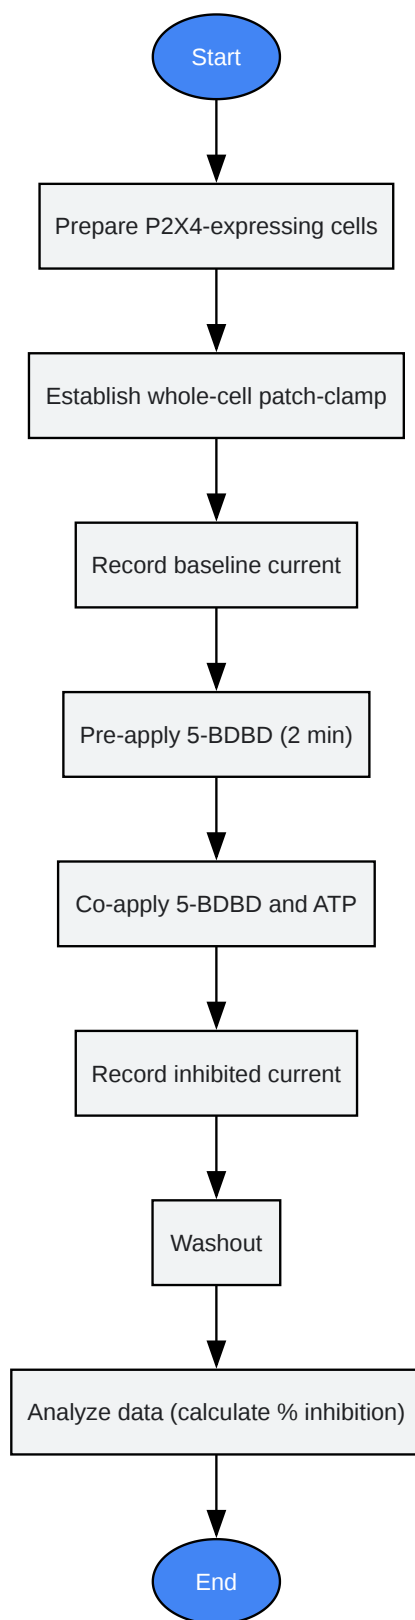 Start
Prepare P2X4-expressing cells
Establish whole-cell patch-clamp
Record baseline current
Pre-apply 5-BDBD (2 min)
Co-apply 5-BDBD and ATP
Record inhibited current
Washout
Analyze data (calculate % inhibition)
End